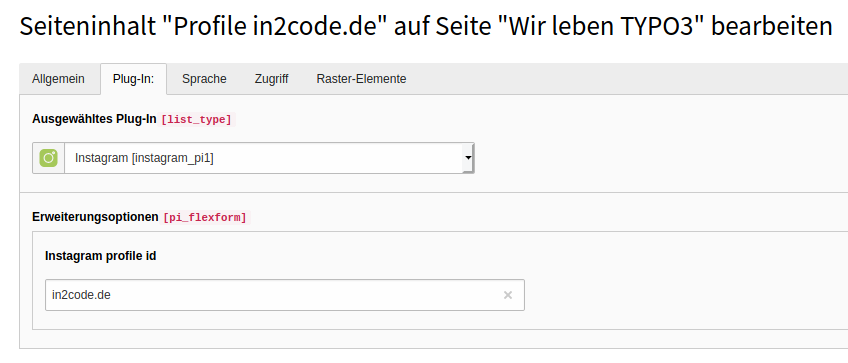 Seiteninhalt "Profile in2code.de" auf Seite "Wir leben TYPO3" bearbeiten
Allgemein Plug-In: Sprache Zugriff Raster-Elemente
Ausgewähltes Plug-In [list_type]
Instagram [instagram_pi1]
Erweiterungsoptionen [pi_flexform]
Instagram profile id
in2code.de